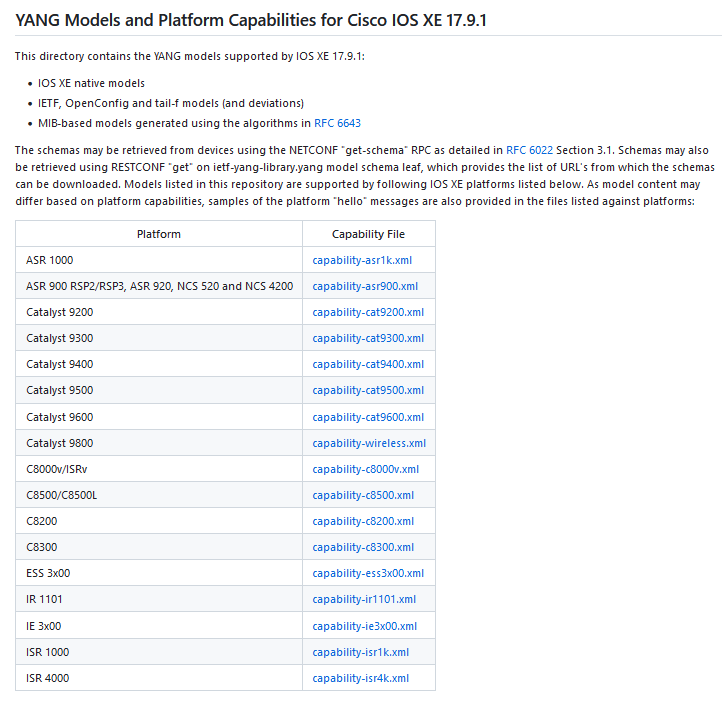 YANG Models and Platform Capabilities for Cisco IOS XE 17.9.1
This directory contains the YANG models supported by IOS XE 17.9.1:
• IOS XE native models
• IETF, OpenConfig and tail-f models (and deviations)
• MIB-based models generated using the algorithms in RFC 6643
The schemas may be retrieved from devices using the NETCONF "get-schema" RPC as detailed in RFC 6022 Section 3.1. Schemas may also
be retrieved using RESTCONF "get" on ietf-yang-library.yang model schema leaf, which provides the list of URL's from which the schemas
can be downloaded. Models listed in this repository are supported by following IOS XE platforms listed below. As model content may
differ based on platform capabilities, samples of the platform "hello" messages are also provided in the files listed against platforms:
Platform Capability File
ASR 1000 capability-asr1k.xml
ASR 900 RSP2/RSP3, ASR 920, NCS 520 and NCS 4200 capability-asr900.xml
Catalyst 9200 capability-cat9200.xml
Catalyst 9300 capability-cat9300.xml
Catalyst 9400 capability-cat9400.xml
Catalyst 9500 capability-cat9500.xml
Catalyst 9600 capability-cat9600.xml
Catalyst 9800 capability-wireless.xml
C8000v/ISRv capability-c8000v.xml
C8500/C8500L capability-c8500.xml
C8200 capability-c8200.xml
C8300 capability-c8300.xml
ESS 3x00 capability-ess3x00.xml
IR 1101 capability-ir1101.xml
IE 3x00 capability-ie3x00.xml
ISR 1000 capability-isr1k.xml
ISR 4000 capability-isr4k.xml